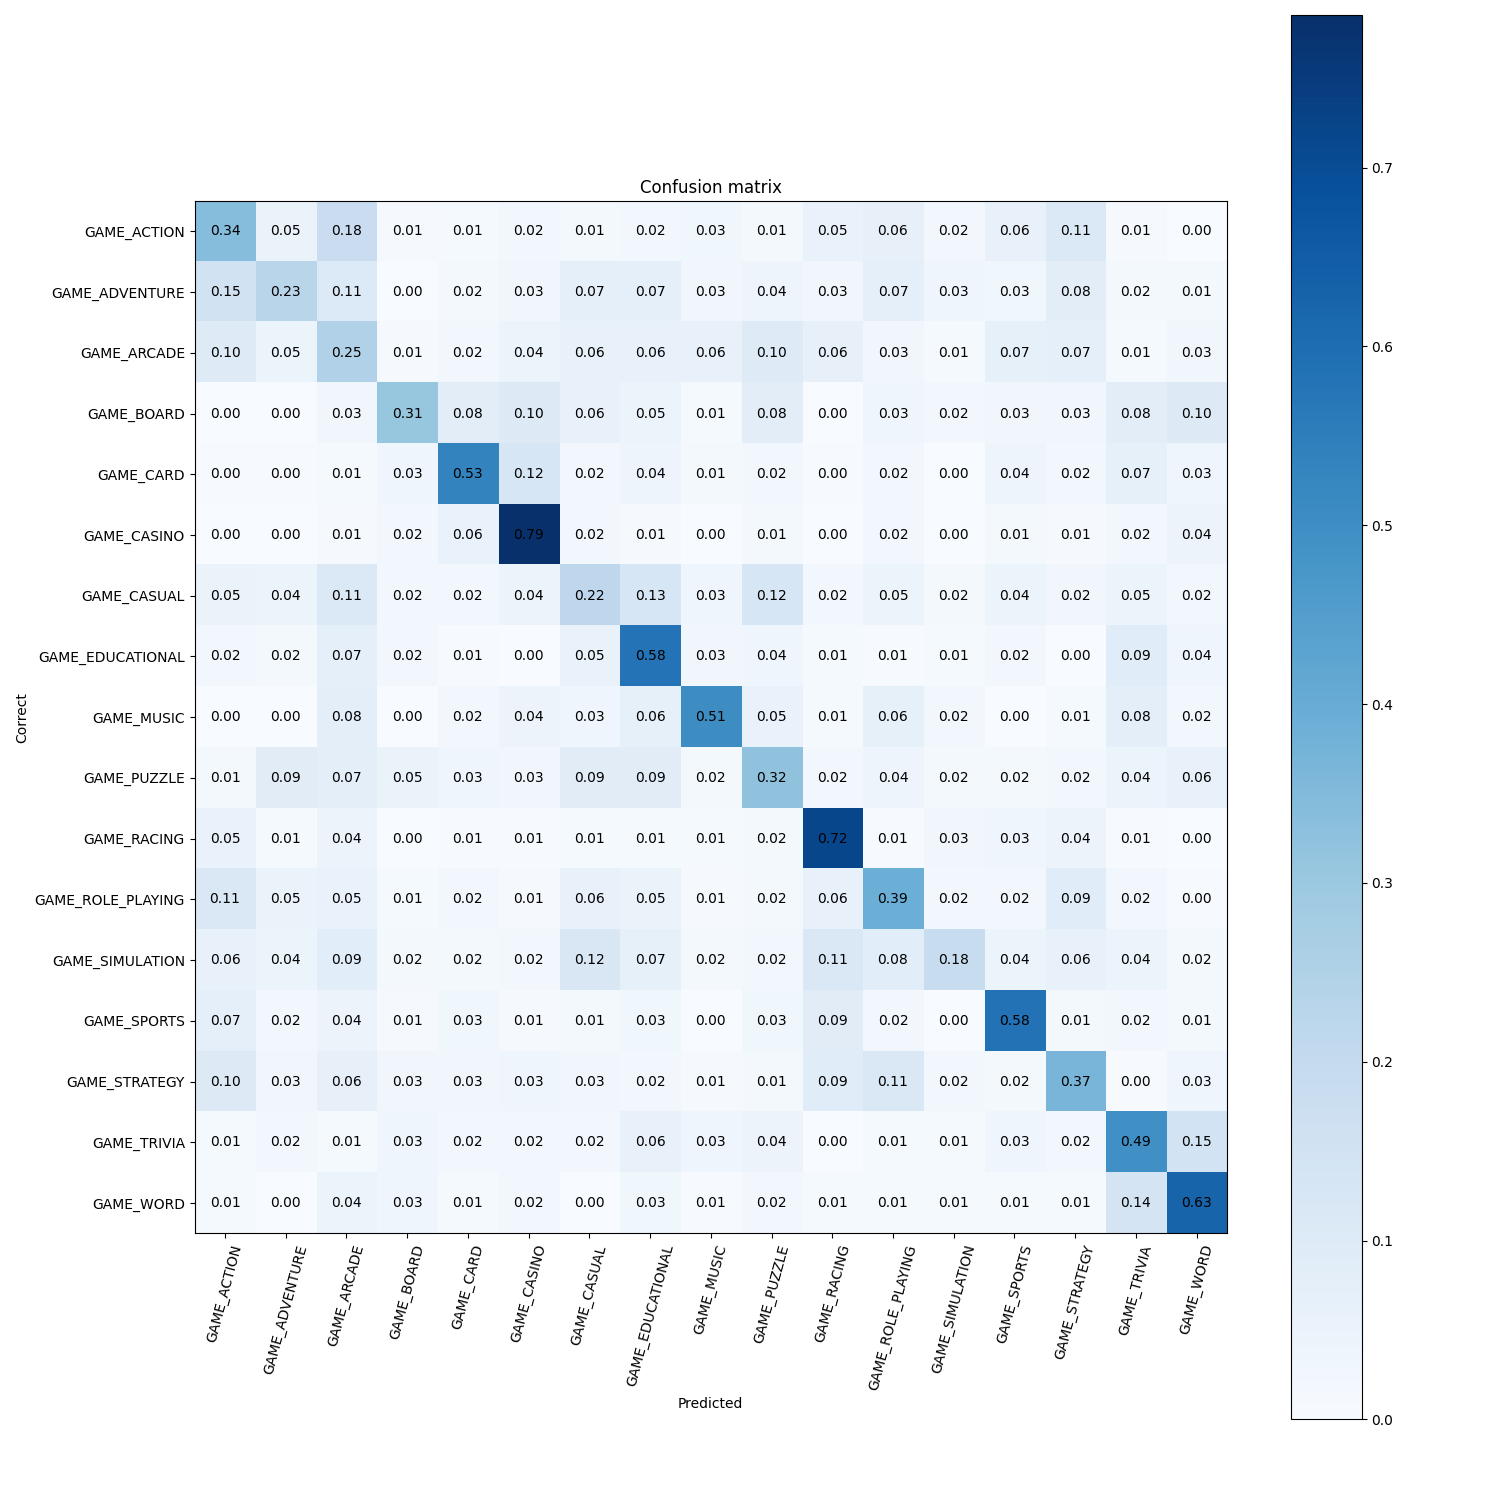 Confusion matrix
GAME_ACTION 0.34 0.05 0.18 0.01 0.01 0.02 0.01 0.02 0.03 0.01 0.05 0.06 0.02 0.06 0.11 0.01 0.00
GAME_ADVENTURE 0.15 0.23 0.11 0.00 0.02 0.03 0.07 0.07 0.03 0.04 0.03 0.07 0.03 0.03 0.08 0.02 0.01
GAME_ARCADE 0.10 0.05 0.25 0.01 0.02 0.04 0.06 0.06 0.06 0.10 0.06 0.03 0.01 0.07 0.07 0.01 0.03
GAME_BOARD 0.00 0.00 0.03 0.31 0.08 0.10 0.06 0.05 0.01 0.08 0.00 0.03 0.02 0.03 0.03 0.08 0.10
GAME_CARD 0.00 0.00 0.01 0.03 0.53 0.12 0.02 0.04 0.01 0.02 0.00 0.02 0.00 0.04 0.02 0.07 0.03
GAME_CASINO 0.00 0.00 0.01 0.02 0.06 0.79 0.02 0.01 0.00 0.01 0.00 0.02 0.00 0.01 0.01 0.02 0.04
GAME_CASUAL 0.05 0.04 0.11 0.02 0.02 0.04 0.22 0.13 0.03 0.12 0.02 0.05 0.02 0.04 0.02 0.05 0.02
GAME_EDUCATIONAL 0.02 0.02 0.07 0.02 0.01 0.00 0.05 0.58 0.03 0.04 0.01 0.01 0.01 0.02 0.00 0.09 0.04
GAME_MUSIC 0.00 0.00 0.08 0.00 0.02 0.04 0.03 0.06 0.51 0.05 0.01 0.06 0.02 0.00 0.01 0.08 0.02
GAME_PUZZLE 0.01 0.09 0.07 0.05 0.03 0.03 0.09 0.09 0.02 0.32 0.02 0.04 0.02 0.02 0.02 0.04 0.06
GAME_RACING 0.05 0.01 0.04 0.00 0.01 0.01 0.01 0.01 0.01 0.02 0.72 0.01 0.03 0.03 0.04 0.01 0.00
GAME_ROLE_PLAYING 0.11 0.05 0.05 0.01 0.02 0.01 0.06 0.05 0.01 0.02 0.06 0.39 0.02 0.02 0.09 0.02 0.00
GAME_SIMULATION 0.06 0.04 0.09 0.02 0.02 0.02 0.12 0.07 0.02 0.02 0.11 0.08 0.18 0.04 0.06 0.04 0.02
GAME_SPORTS 0.07 0.02 0.04 0.01 0.03 0.01 0.01 0.03 0.00 0.03 0.09 0.02 0.00 0.58 0.01 0.02 0.01
GAME_STRATEGY 0.10 0.03 0.06 0.03 0.03 0.03 0.03 0.02 0.01 0.01 0.09 0.11 0.02 0.02 0.37 0.00 0.03
GAME_TRIVIA 0.01 0.02 0.01 0.03 0.02 0.02 0.02 0.06 0.03 0.04 0.00 0.01 0.01 0.03 0.02 0.49 0.15
GAME_WORD 0.01 0.00 0.04 0.03 0.01 0.02 0.00 0.03 0.01 0.02 0.01 0.01 0.01 0.01 0.01 0.14 0.63
Correct
GAME_ACTION
GAME_ADVENTURE
GAME_ARCADE
GAME_BOARD
GAME_CARD
GAME_CASINO
GAME_CASUAL
GAME_EDUCATIONAL
GAME_MUSIC
GAME_PUZZLE
GAME_RACING
GAME_ROLE_PLAYING
GAME_SIMULATION
GAME_SPORTS
GAME_STRATEGY
GAME_TRIVIA
GAME_WORD
Predicted
0.7
0.6
0.5
0.4
0.3
0.2
0.1
0.0